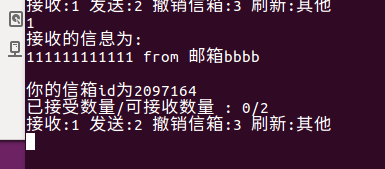 接收:1 发送:2 撤销信箱:3 刷新:其他
1
接收的信息为:
111111111111 from 邮箱bbbb
你的信箱id为2097164
已接受数量/可接收数量 : 0/2
接收:1 发送:2 撤销信箱:3 刷新:其他